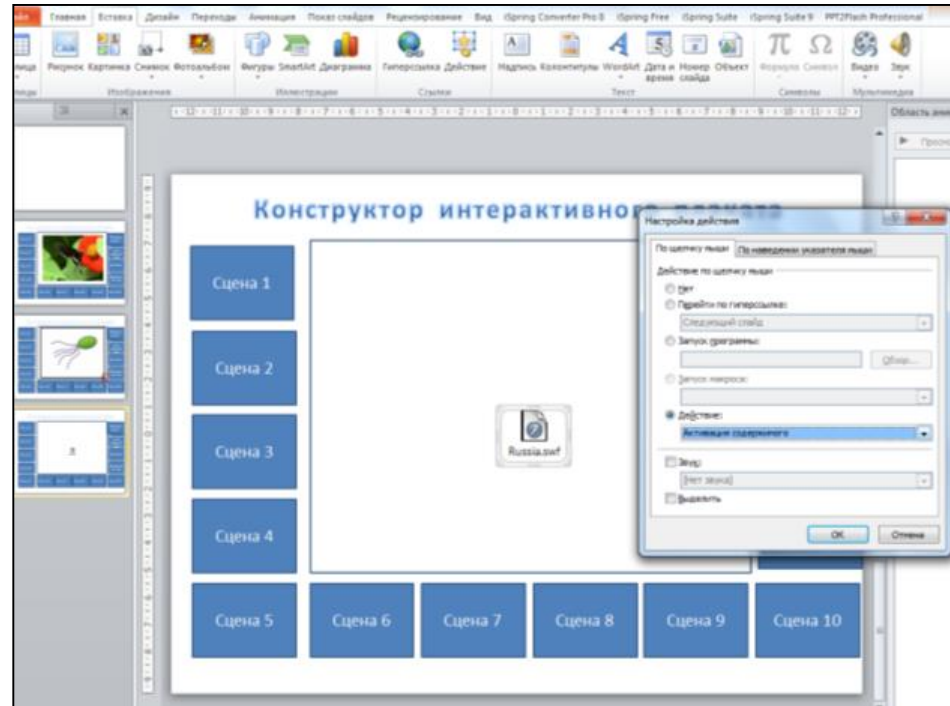 Главная Вставка Дизайн Переходы Анимация Показ слайдов Рецензирование Вид iSpring Converter Pro 8 iSpring Free iSpring Suite iSpring Suite 9 PPT2Flash Professional
Рисунок Картинка Снимок Фотоальбом Фигуры SmartArt Диаграмма Гиперссылка Действие Надпись Колонтитулы WordArt Дата и время Номер слайда Объект Формула Символ Видео Звук
Изображения Иллюстрации Ссылки Текст Символы Мультимедиа
Конструктор интерактивного
Настройка действия
По щелчку мыши По наведении указателя мыши
Действие по щелчку мыши
Нет
Перейти по гиперссылке:
Следующий слайд
Запуск программы:
Обзор...
Запуск макроса:
Действие:
Активация содержимого
Звук:
[Нет звука]
Выделить
ОК Отмена
Сцена 1
Сцена 2
Сцена 3
Сцена 4
Russia.swf
Сцена 5 Сцена 6 Сцена 7 Сцена 8 Сцена 9 Сцена 10